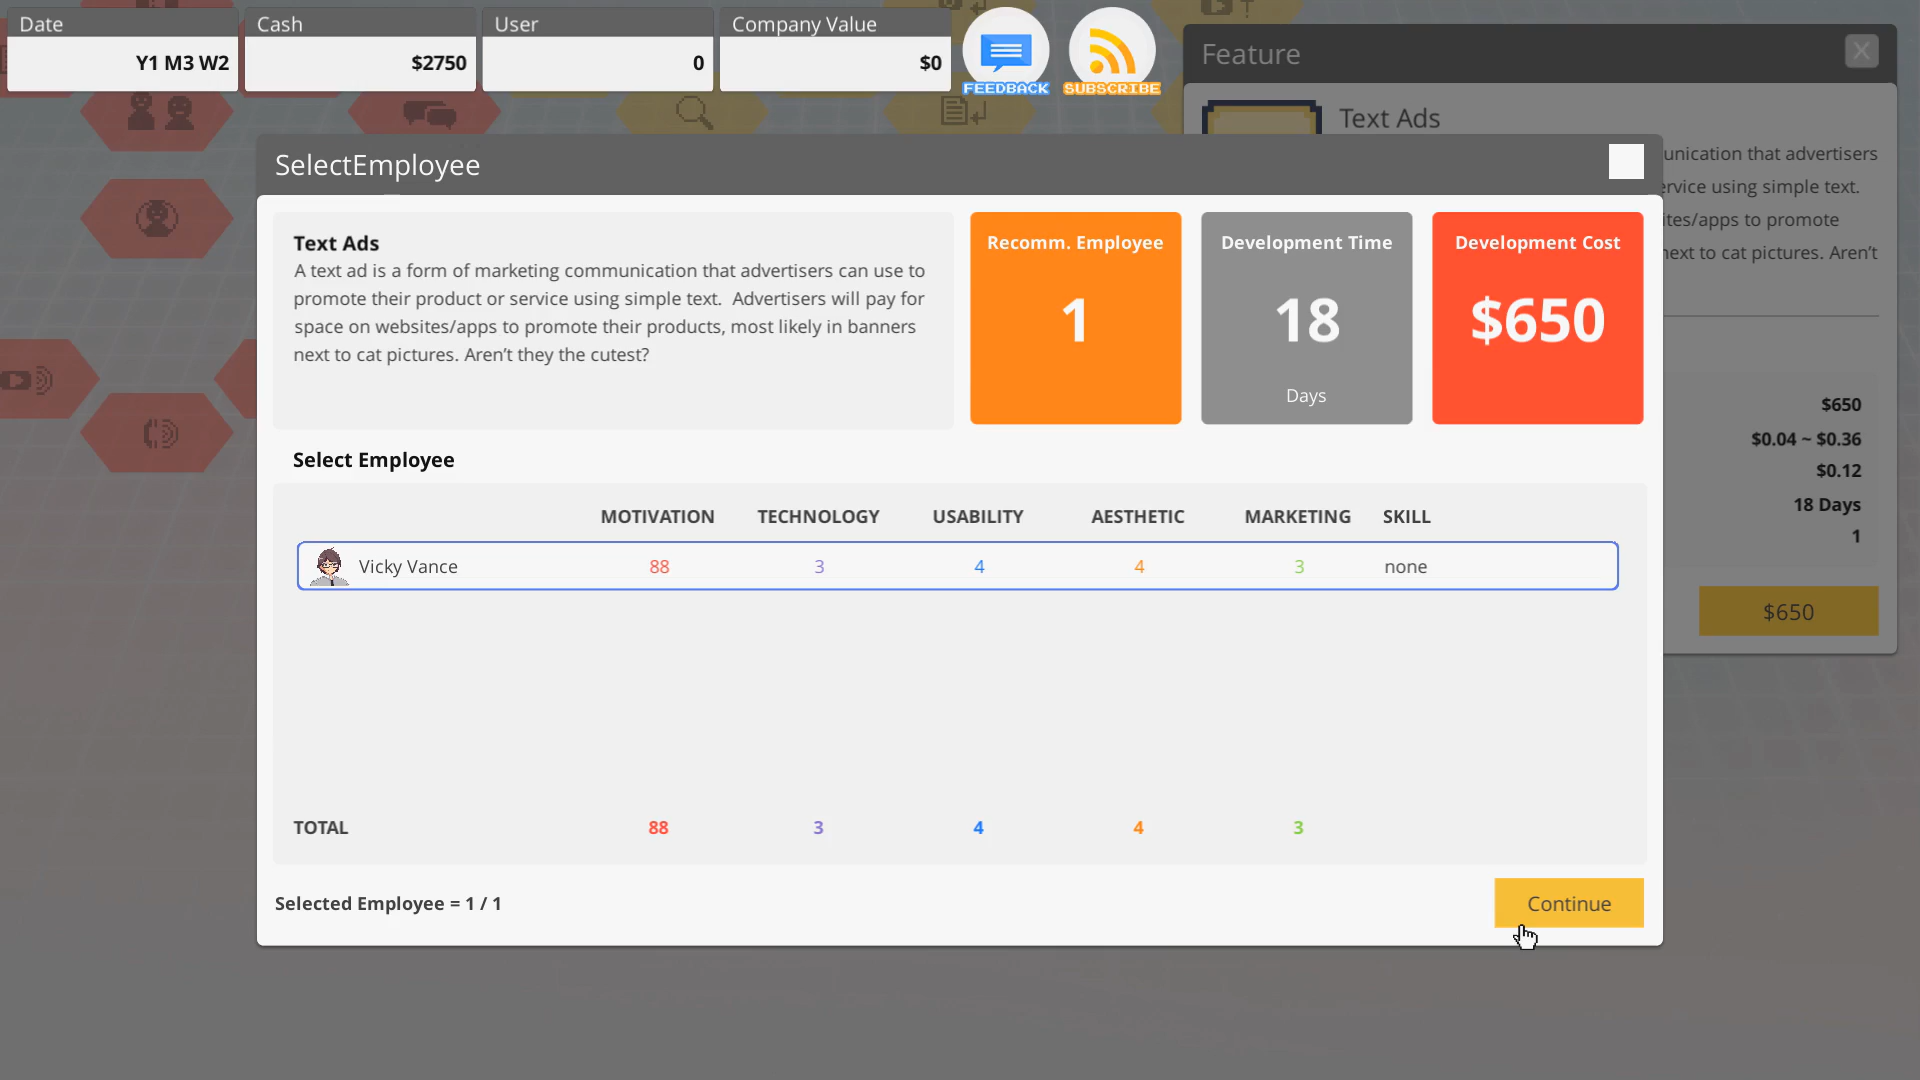 Date
Y1 M3 W2
Cash
$2750
User
0
Company Value
$0
FEEDBACK
SUBSCRIBE
Feature
X
Text Ads
unication that advertisers
ervice using simple text.
ites/apps to promote
next to cat pictures. Aren't
$650
$0.04 ~ $0.36
$0.12
18 Days
1
$650
SelectEmployee
Text Ads
A text ad is a form of marketing communication that advertisers can use to
promote their product or service using simple text. Advertisers will pay for
space on websites/apps to promote their products, most likely in banners
next to cat pictures. Aren't they the cutest?
Recomm. Employee
1
Development Time
18
Days
Development Cost
$650
Select Employee
MOTIVATION TECHNOLOGY USABILITY AESTHETIC MARKETING SKILL
Vicky Vance 88 3 4 4 3 none
TOTAL 88 3 4 4 3
Selected Employee = 1 / 1
Continue